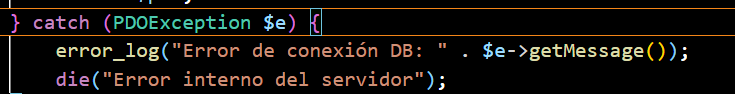 } catch (PDOException $e) {
error_log("Error de conexión DB: " . $e->getMessage());
die("Error interno del servidor");